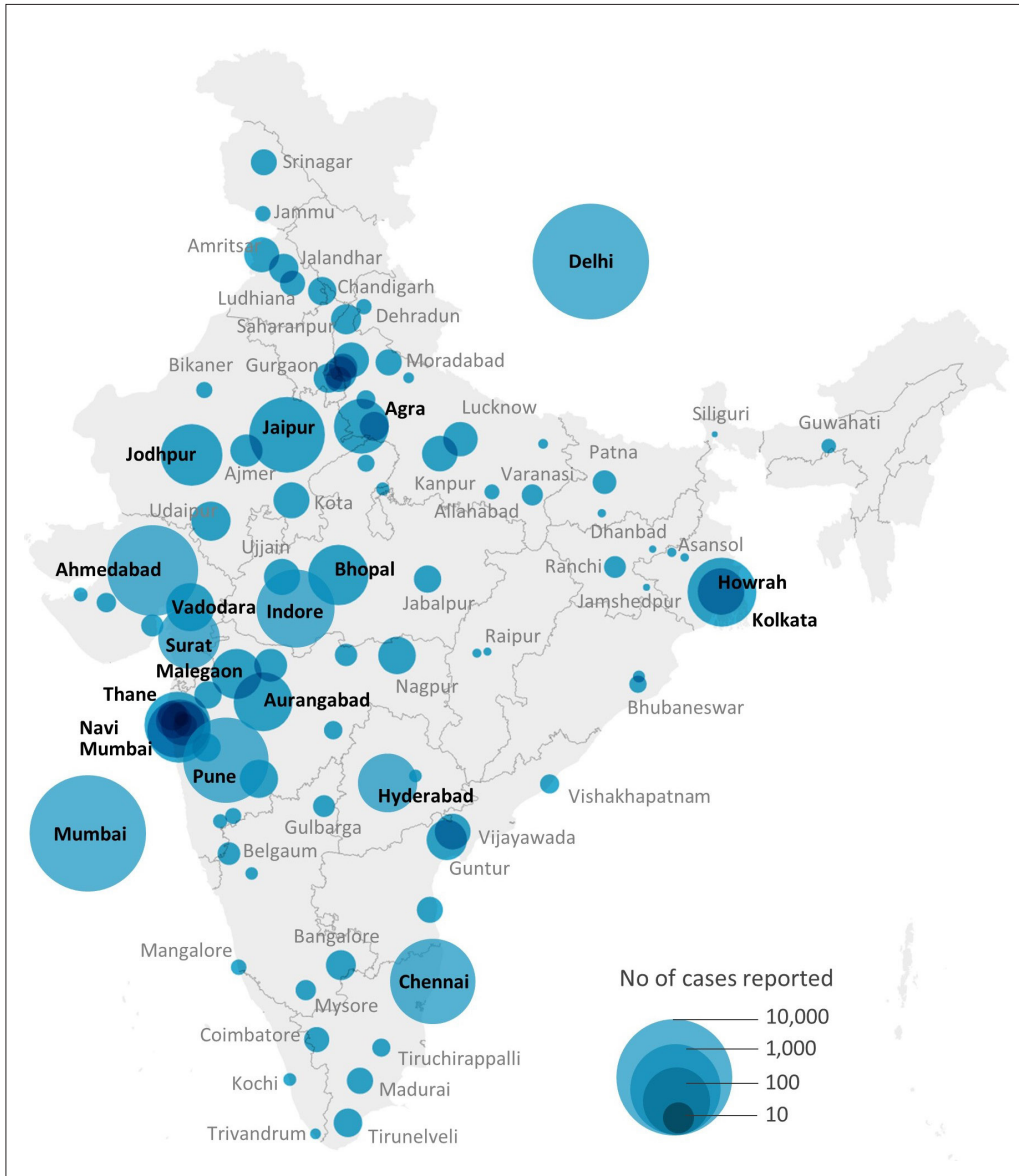 Srinagar
Jammu
Amritsar
Jalandhar
Delhi
Chandigarh
Ludhiana
Dehradun
Saharanpur
Gurgaon
Moradabad
Bikaner
Agra
Lucknow
Siliguri
Guwahati
Jaipur
Jodhpur
Ajmer
Kanpur
Varanasi
Patna
Udaipur
Kota
Allahabad
Dhanbad
Ujjain
Asansol
Ahmedabad
Bhopal
Ranchi
Howrah
Vadodara
Indore
Jabalpur
Jamshedpur
Kolkata
Surat
Raipur
Malegaon
Nagpur
Thane
Aurangabad
Bhubaneswar
Navi
Mumbai
Pune
Hyderabad
Vishakhapatnam
Gulbarga
Mumbai
Vijayawada
Belgaum
Guntur
Mangalore
Bangalore
Chennai
Mysore
Coimbatore
Tiruchirappalli
Kochi
Madurai
Trivandrum
Tirunelveli
No of cases reported
10,000
1,000
100
10